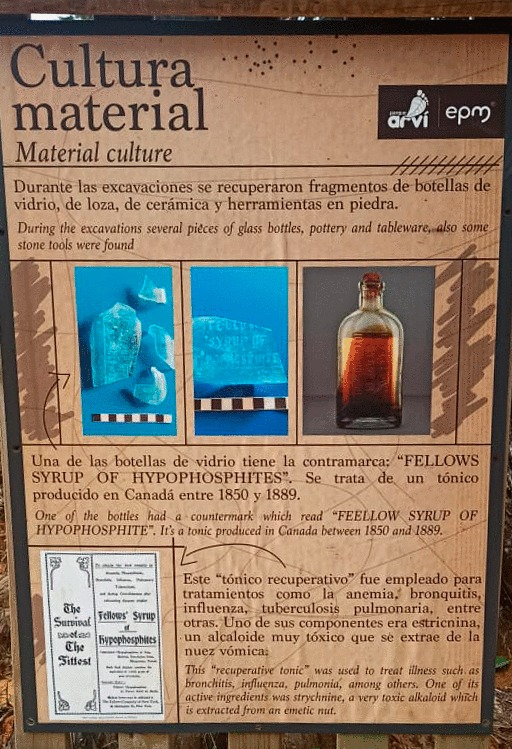 Cultura
material
Material culture
parque
arví
epm
Durante las excavaciones se recuperaron fragmentos de botellas de
vidrio, de loza, de cerámica y herramientas en piedra.
During the excavations several pieces of glass bottles, pottery and tableware, also some
stone tools were found
Una de las botellas de vidrio tiene la contramarca: “FELLOWS
SYRUP OF HYPOPHOSPHITES”. Se trata de un tónico
producido en Canadá entre 1850 y 1889.
One of the bottles had a countermark which read “FEELLOW SYRUP OF
HYPOPHOSPHITE”. It's a tonic produced in Canada between 1850 and 1889.
The
Survival
of The
Fittest
Fellows' Syrup
of
Hypophosphites
Este “tónico recuperativo” fue empleado para
tratamientos como la anemia, bronquitis,
influenza, tuberculosis pulmonaria, entre
otras. Uno de sus componentes era estricnina,
un alcaloide muy tóxico que se extrae de la
nuez vómica.
This “recuperative tonic” was used to treat illness such as
bronchitis, influenza, pulmonia, among others. One of its
active ingredients was strychnine, a very toxic alkaloid which
is extracted from an emetic nut.